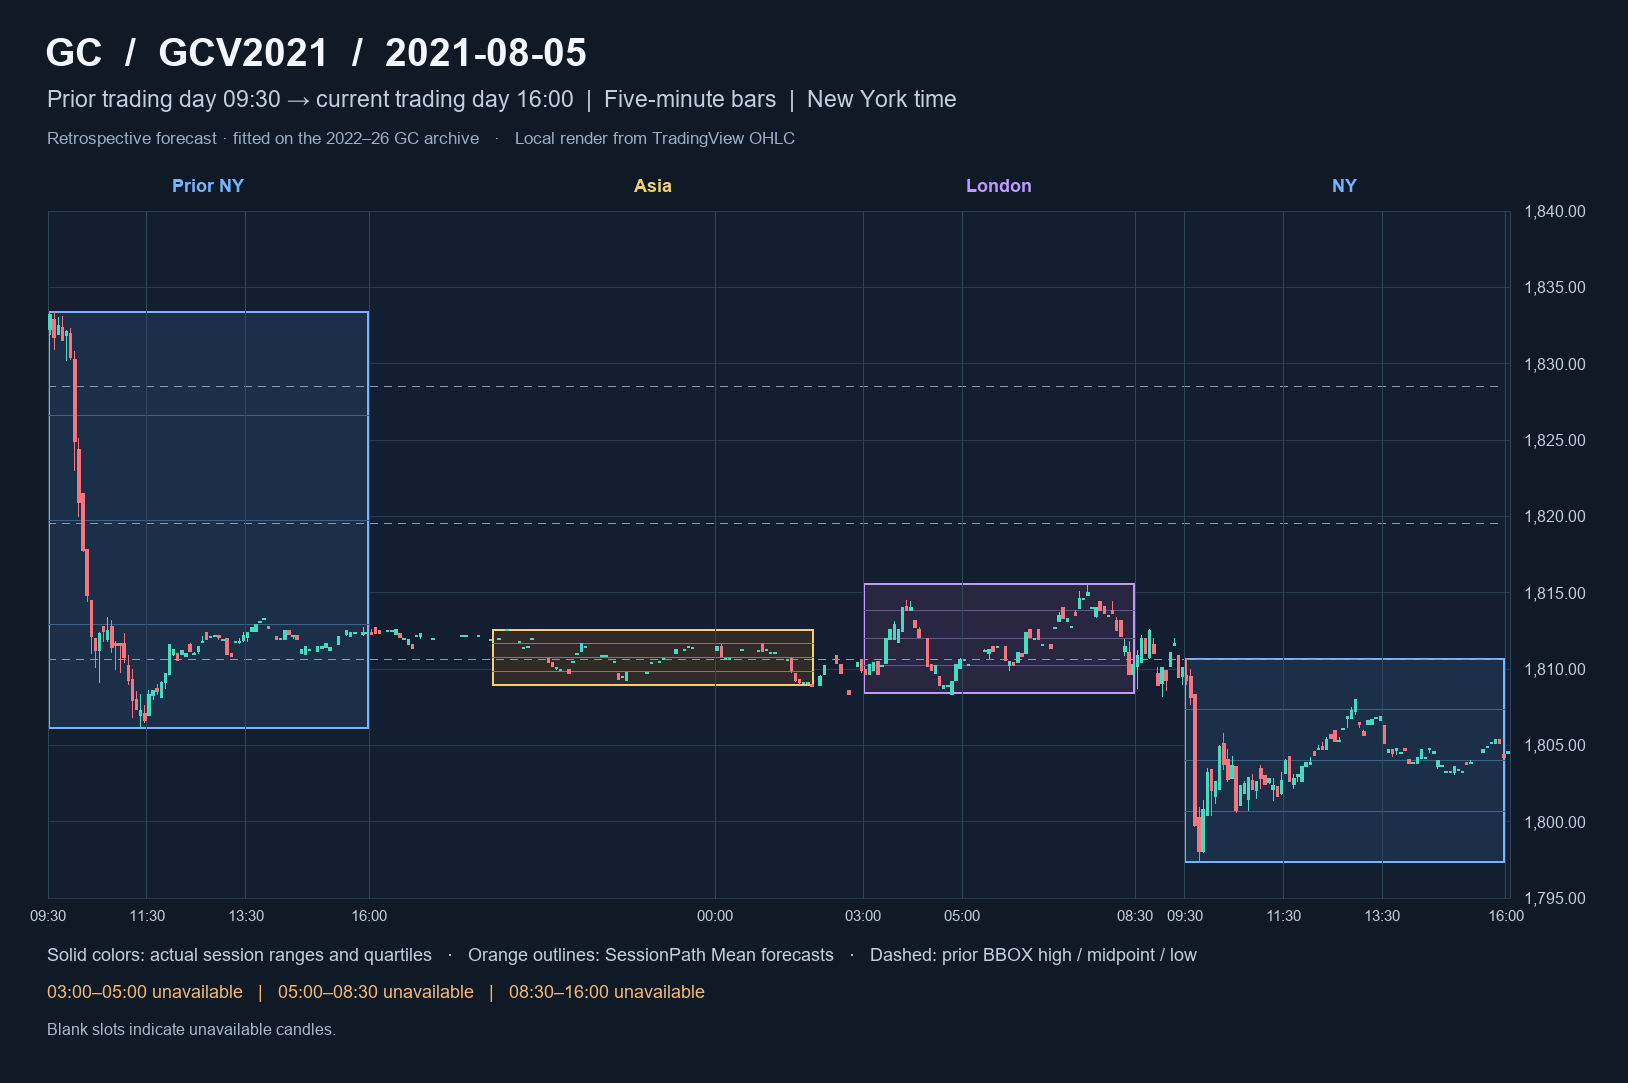 GC / GCV2021 / 2021-08-05
Prior trading day 09:30 → current trading day 16:00 | Five-minute bars | New York time
Retrospective forecast · fitted on the 2022–26 GC archive · Local render from TradingView OHLC
Prior NY Asia London NY
1,840.00
1,835.00
1,830.00
1,825.00
1,820.00
1,815.00
1,810.00
1,805.00
1,800.00
1,795.00
09:30 11:30 13:30 16:00 00:00 03:00 05:00 08:30 09:30 11:30 13:30 16:00
Solid colors: actual session ranges and quartiles · Orange outlines: SessionPath Mean forecasts · Dashed: prior BBOX high / midpoint / low
03:00–05:00 unavailable | 05:00–08:30 unavailable | 08:30–16:00 unavailable
Blank slots indicate unavailable candles.